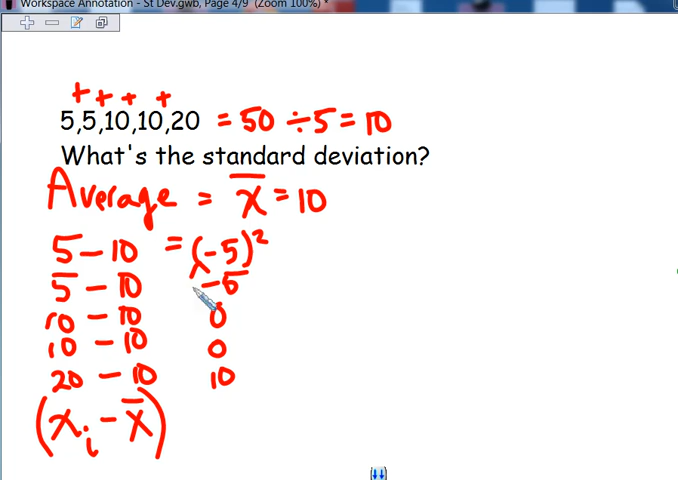 Workspace Annotation - St Dev.gwb, Page 4/9 (Zoom 100%) *
5,5,10,10,20 = 50 ÷ 5 = 10
+ + + +
What's the standard deviation?
Average = x̅ = 10
5 - 10 = (-5)²
5 - 10 -5
10 - 10 0
10 - 10 0
20 - 10 10
(xᵢ - x̅)